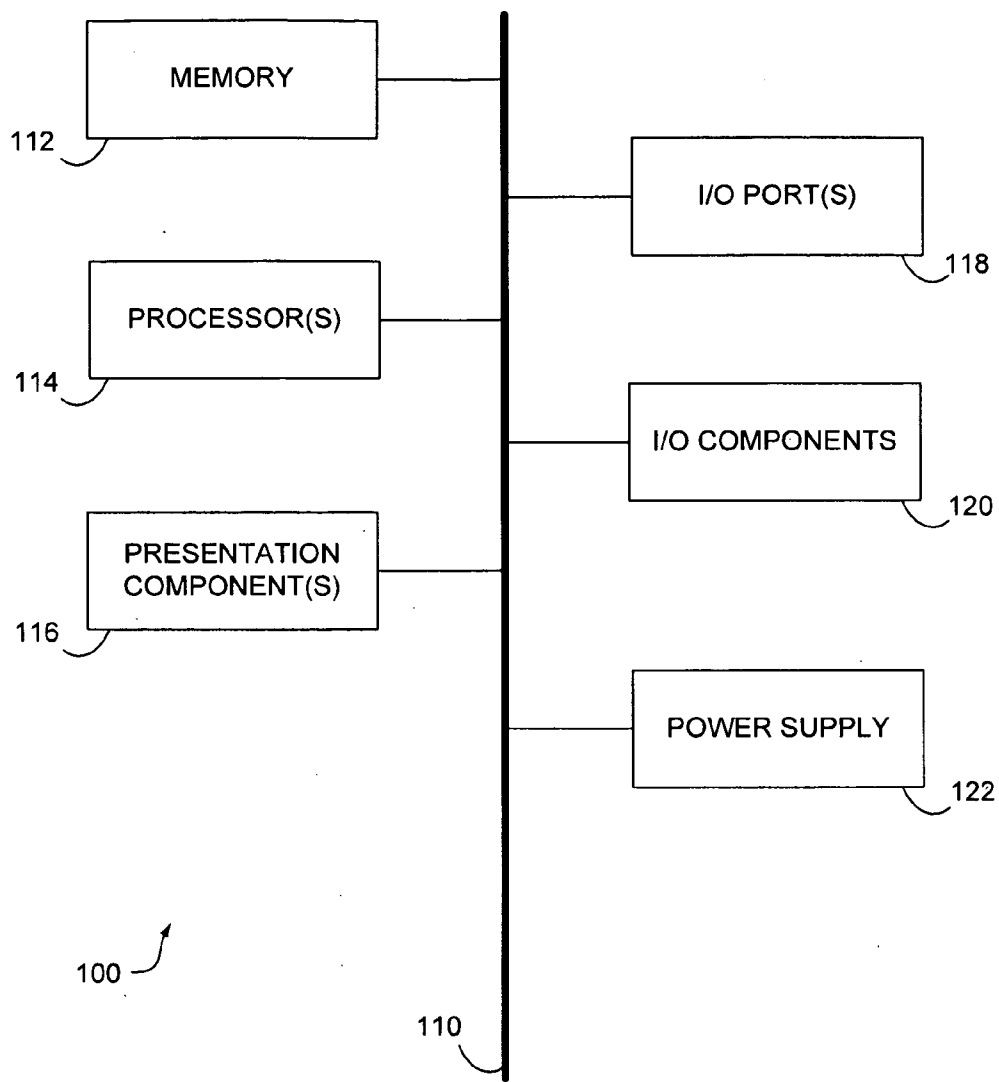 MEMORY
112
I/O PORT(S)
118
PROCESSOR(S)
114
I/O COMPONENTS
120
PRESENTATION
COMPONENT(S)
116
POWER SUPPLY
122
100
110